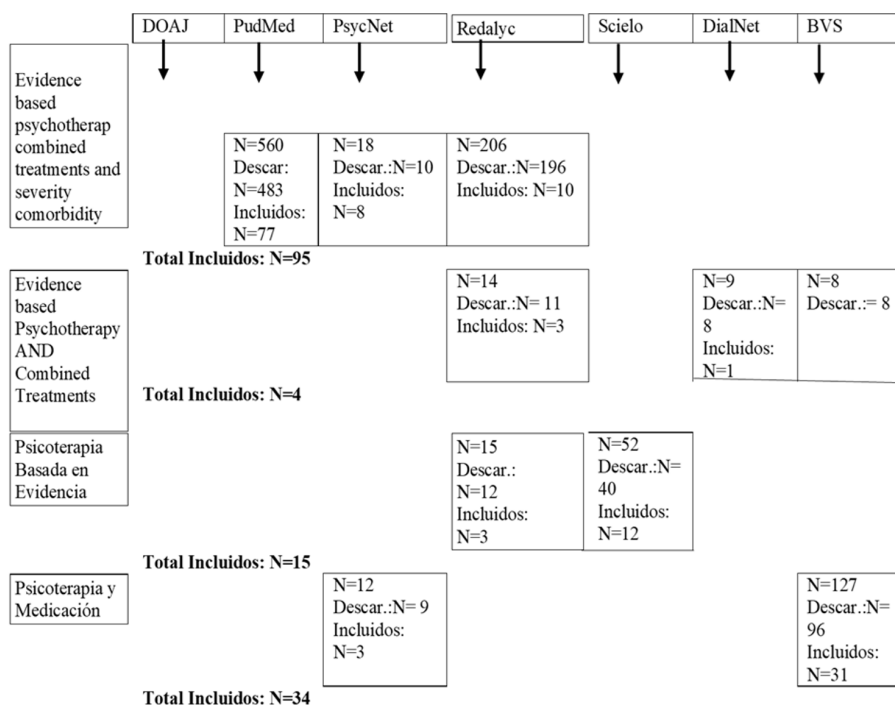 DOAJ
PudMed
PsycNet
Redalyc
Scielo
DialNet
BVS
Evidence
based
psychotherap
combined
treatments and
severity
comorbidity
N=560
Descar:
N=483
Incluidos:
N=77
N=18
Descar.:N=10
Incluidos:
N=8
N=206
Descar.:N=196
Incluidos: N=10
Total Incluidos: N=95
Evidence
based
Psychotherapy
AND
Combined
Treatments
N=14
Descar.:N= 11
Incluidos: N=3
N=9
Descar.:N=
8
Incluidos:
N=1
N=8
Descar.:= 8
Total Incluidos: N=4
Psicoterapia
Basada en
Evidencia
N=15
Descar.:
N=12
Incluidos:
N=3
N=52
Descar.:N=
40
Incluidos:
N=12
Total Incluidos: N=15
Psicoterapia y
Medicación
N=12
Descar.:N= 9
Incluidos:
N=3
N=127
Descar.:N=
96
Incluidos:
N=31
Total Incluidos: N=34